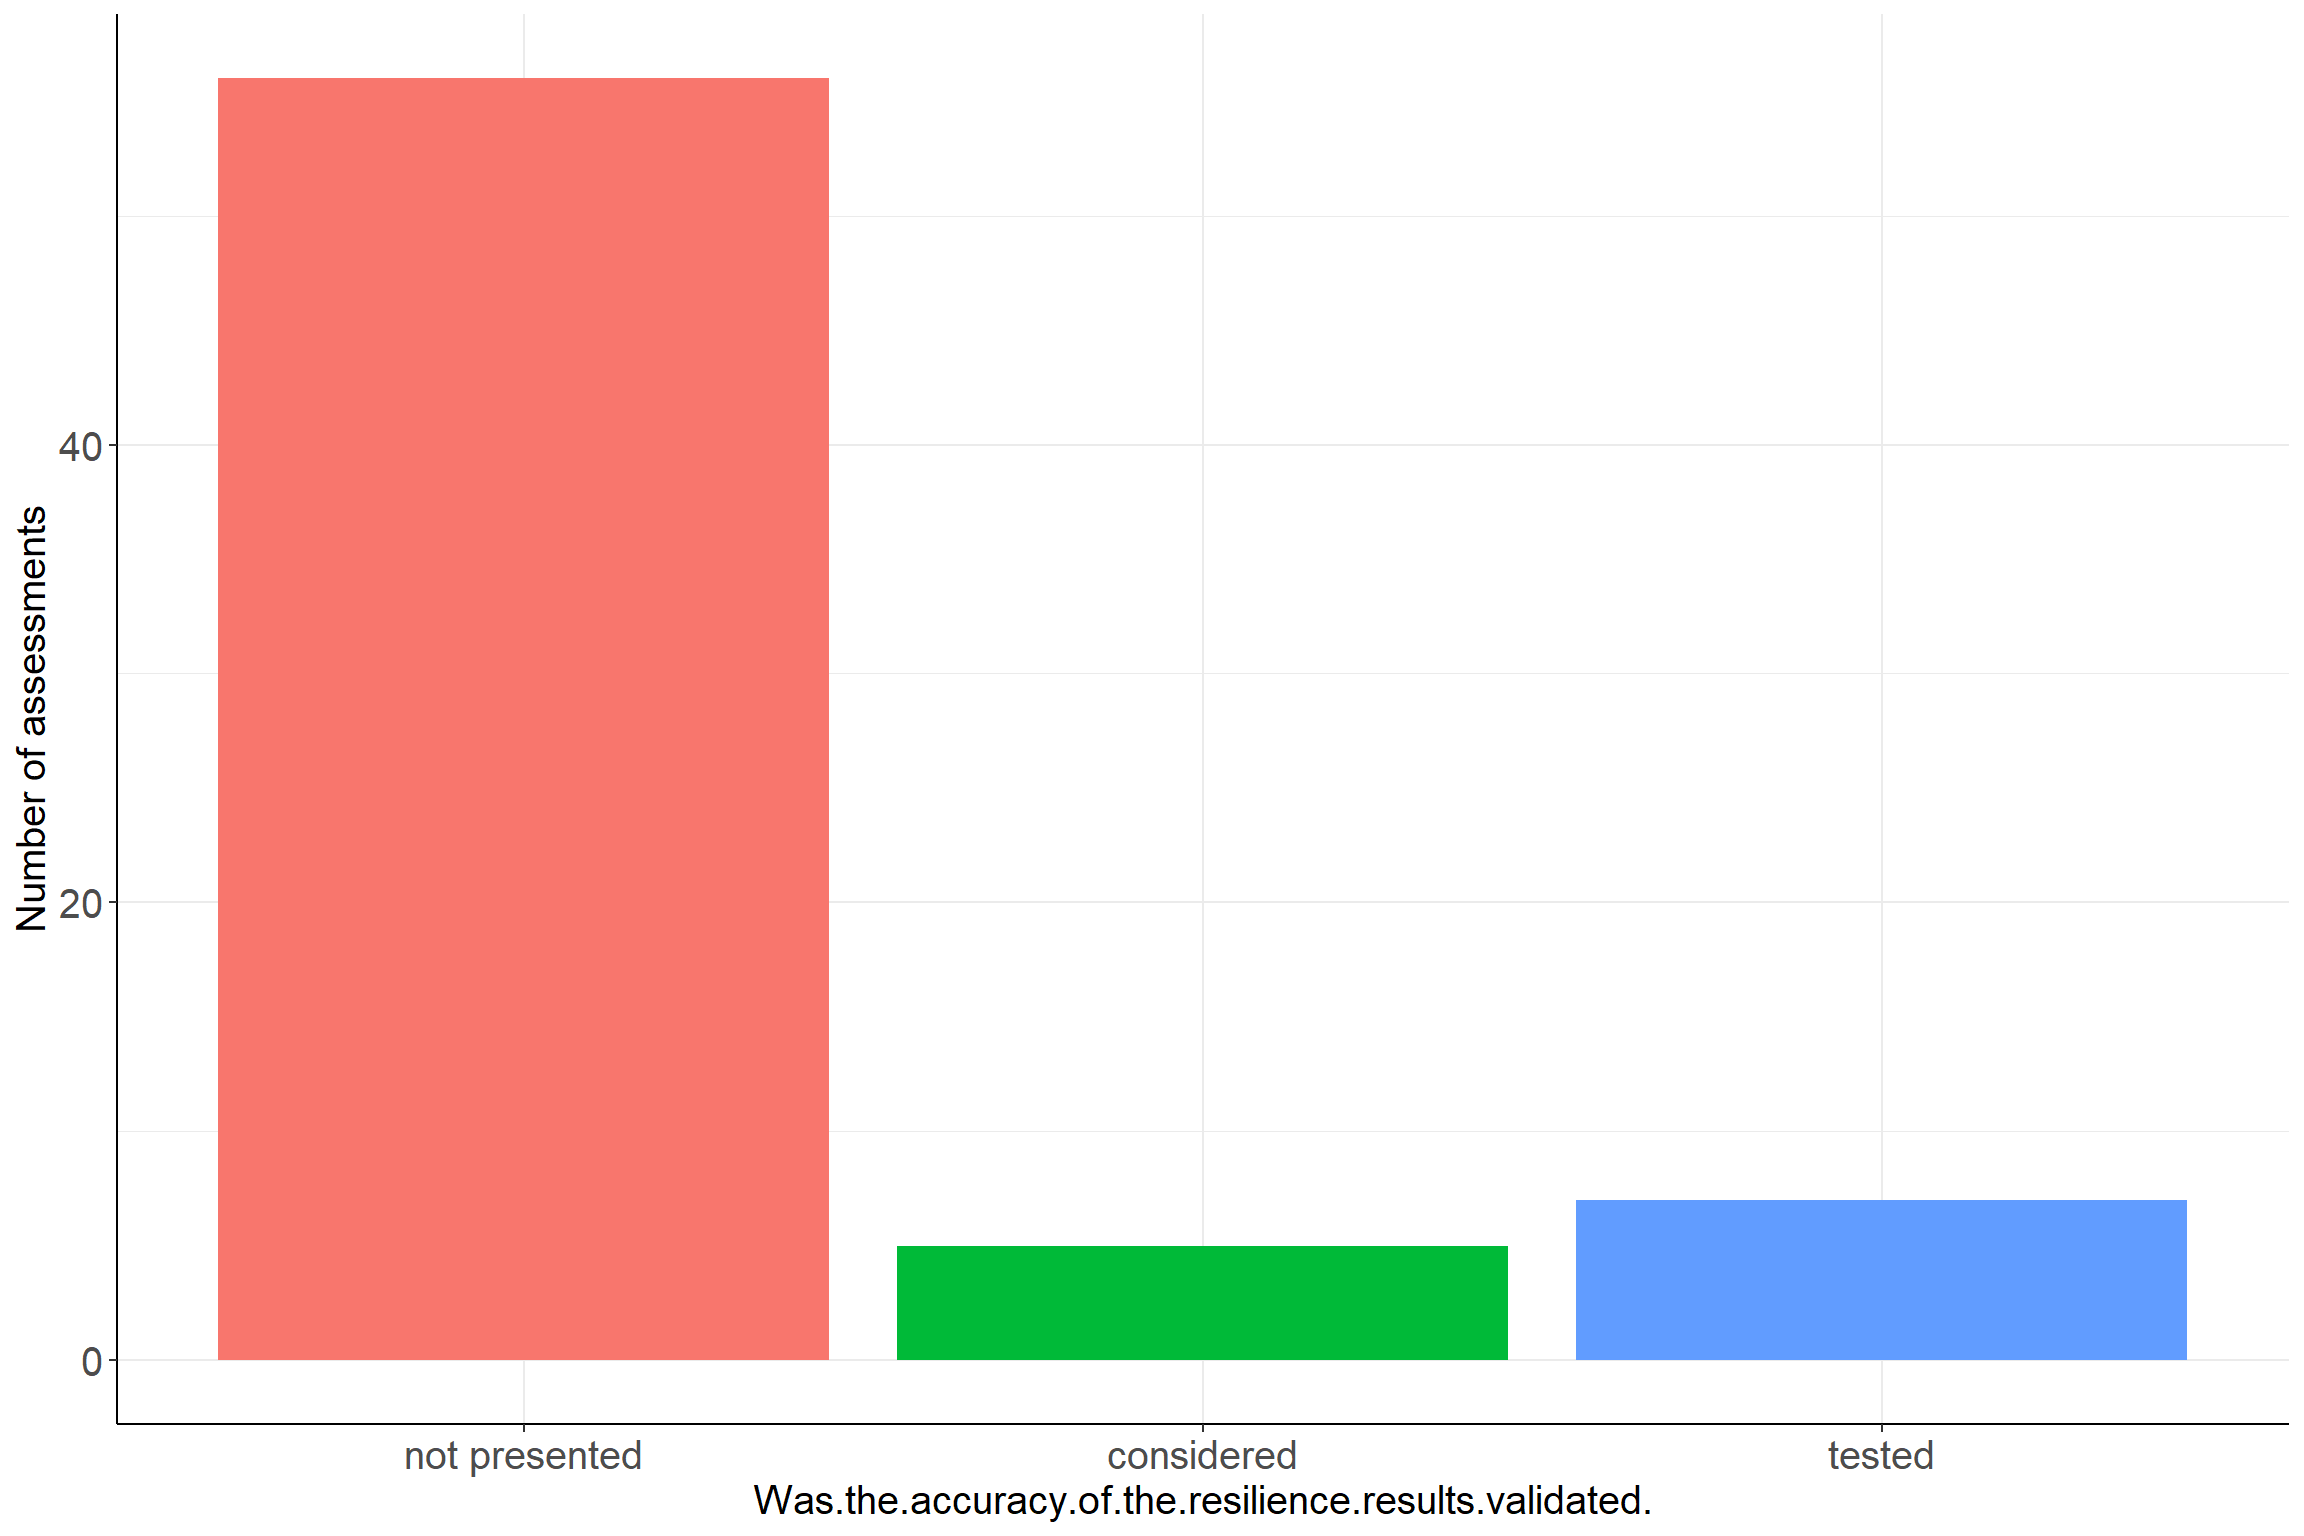 Number of assessments
40
20
0
not presented
considered
tested
Was.the.accuracy.of.the.resilience.results.validated.